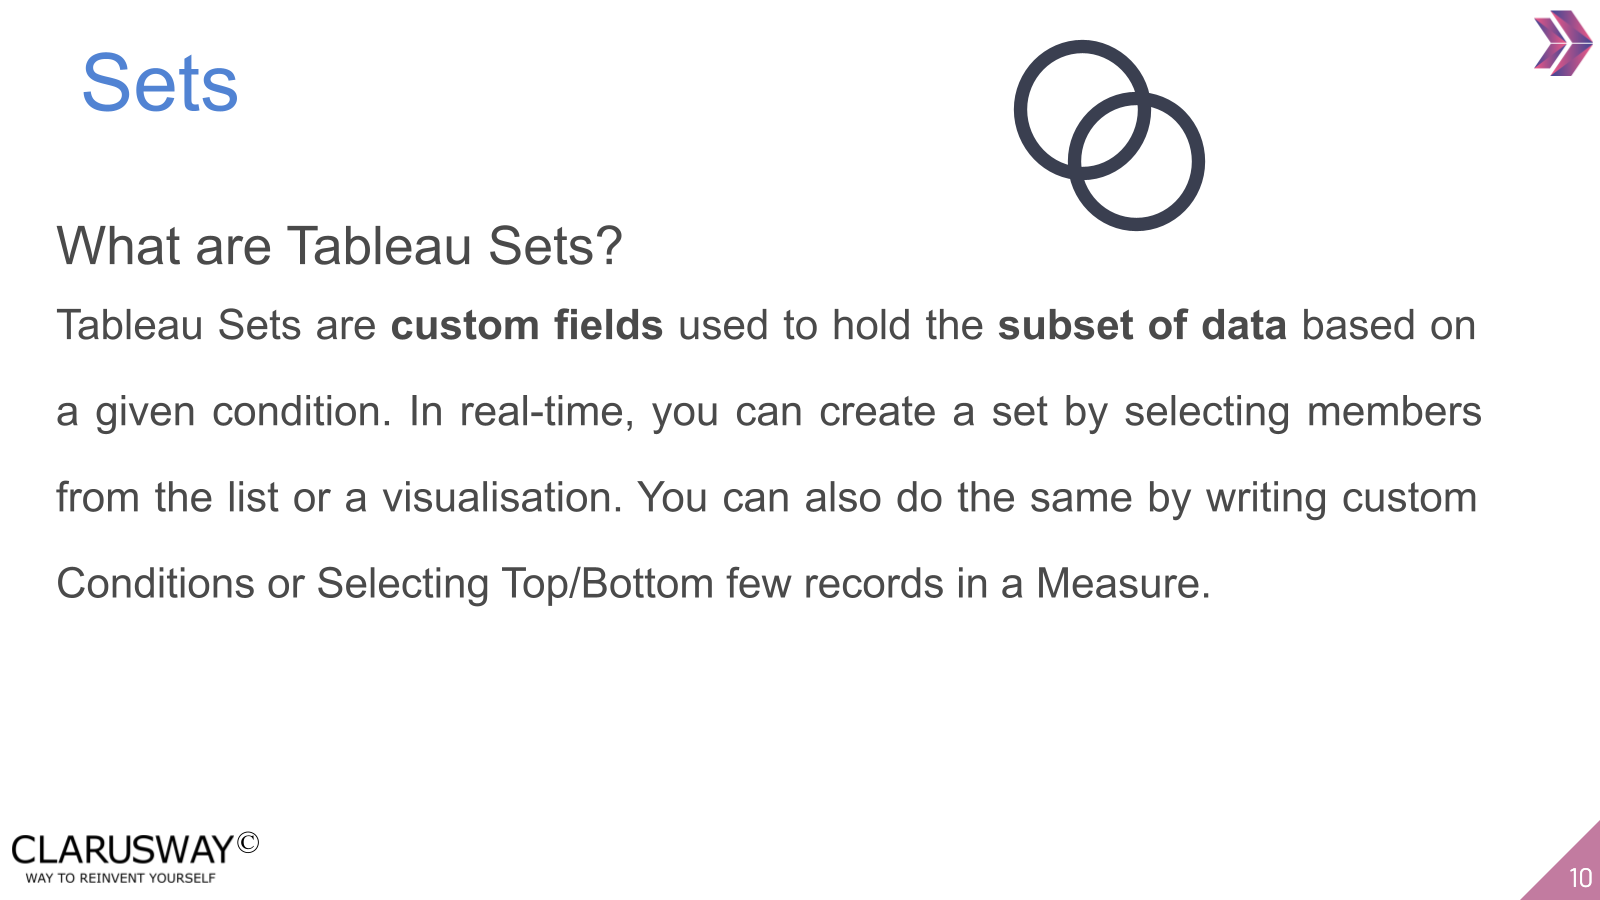 Sets
What are Tableau Sets?
Tableau Sets are custom fields used to hold the subset of data based on
a given condition. In real-time, you can create a set by selecting members
from the list or a visualisation. You can also do the same by writing custom
Conditions or Selecting Top/Bottom few records in a Measure.
CLARUSWAY©
WAY TO REINVENT YOURSELF
10